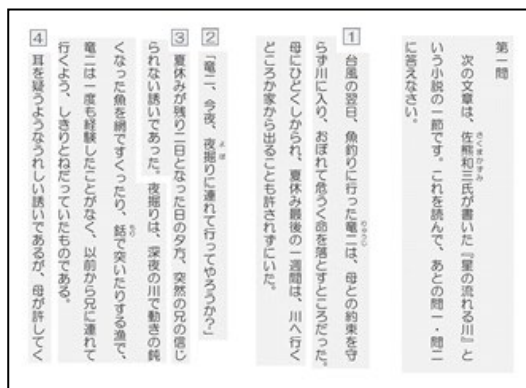 第一問
次の文章は、佐熊和三氏が書いた『星の流れる川』と
いう小説の一節です。これを読んで、あとの問一・問二
に答えなさい。
1 台風の翌日、魚釣りに行った竜二は、母との約束を守
らず川に入り、おぼれて危うく命を落とすところだった。
母にひどくしかられ、夏休み最後の一週間は、川へ行く
どころか家から出ることも許されずにいた。
2 「竜二、今夜、夜掘りに連れて行ってやろうか?」
3 夏休みが残り二日となった日の夕方、突然の兄の信じ
られない誘いであった。夜掘りは、深夜の川で動きの鈍
くなった魚を網ですくったり、銛で突いたりする漁で、
竜二は一度も経験したことがなく、以前から兄に連れて
行くよう、しきりとねだっていたものである。
4 耳を疑うようなうれしい誘いであるが、母が許してく